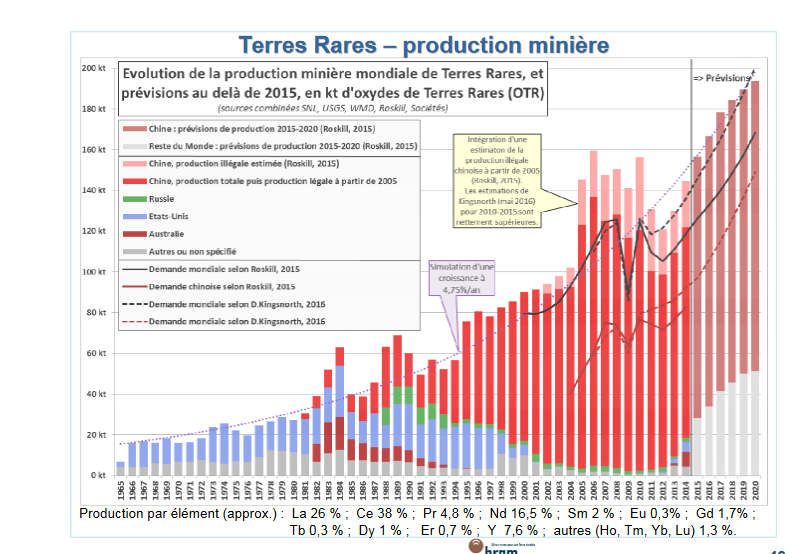 Terres Rares – production minière
Evolution de la production minière mondiale de Terres Rares, et
prévisions au delà de 2015, en kt d'oxydes de Terres Rares (OTR)
(sources combinées SNL, USGS, WMD, Roskill, Sociétés)
=> Prévisions
200 kt
180 kt
160 kt
140 kt
120 kt
100 kt
80 kt
60 kt
40 kt
20 kt
0 kt
Chine : prévisions de production 2015-2020 (Roskill, 2015)
Reste du Monde : prévisions de production 2015-2020 (Roskill, 2015)
Chine, production illégale estimée (Roskill, 2015)
Chine, production totale puis production légale à partir de 2005
Russie
Etats-Unis
Australie
Autres ou non spécifié
Demande mondiale selon Roskill, 2015
Demande chinoise selon Roskill, 2015
Demande mondiale selon D.Kingsnorth, 2016
Demande mondiale selon D.Kingsnorth, 2016
Intégration d'une
estimaton de la
production illégale
chinoise à partir de 2005
(Roskill, 2015).
Les estimations de
Kingsnorth (mai 2016)
pour 2010-2015 sont
nettement supérieures.
Simulation d'une
croissance à
4,75%/an
1965 1966 1967 1968 1969 1970 1971 1972 1973 1974 1975 1976 1977 1978 1979 1980 1981 1982 1983 1984 1985 1986 1987 1988 1989 1990 1991 1992 1993 1994 1995 1996 1997 1998 1999 2000 2001 2002 2003 2004 2005 2006 2007 2008 2009 2010 2011 2012 2013 2014 2015 2016 2017 2018 2019 2020
Production par élément (approx.) : La 26 % ; Ce 38 % ; Pr 4,8 % ; Nd 16,5 % ; Sm 2 % ; Eu 0,3% ; Gd 1,7% ;
Tb 0,3 % ; Dy 1 % ; Er 0,7 % ; Y 7,6 % ; autres (Ho, Tm, Yb, Lu) 1,3 %.